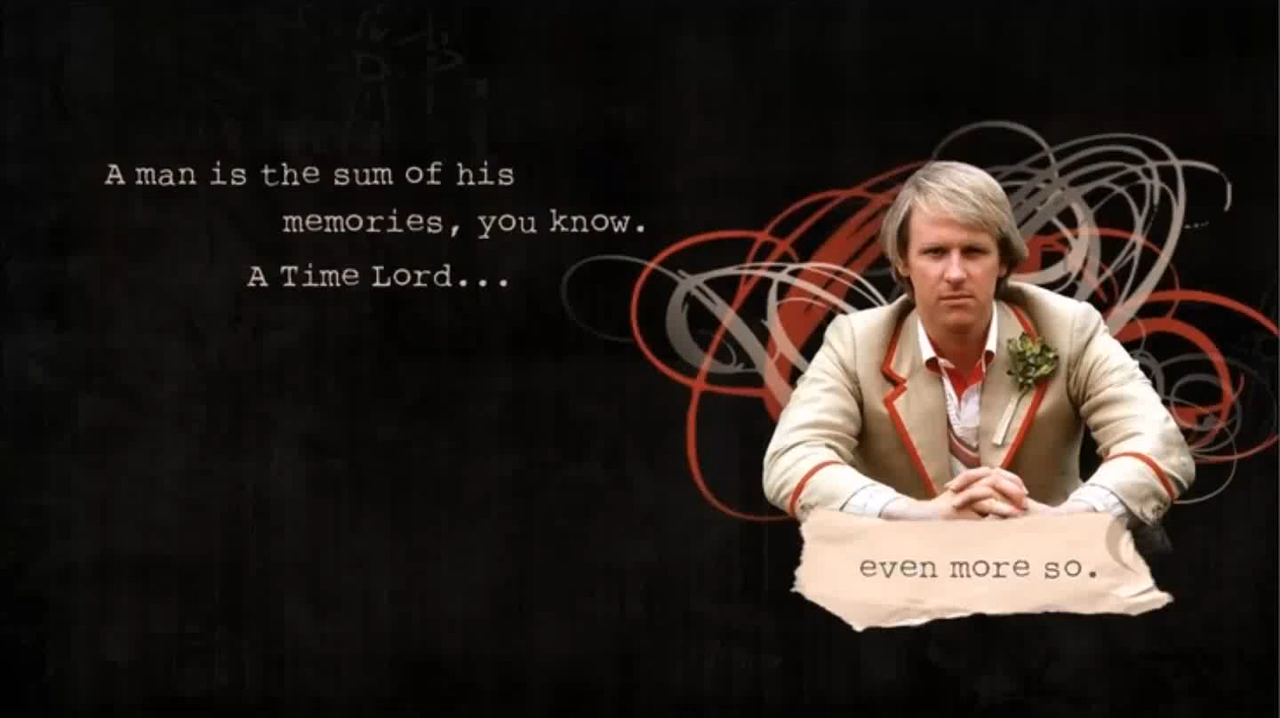 A man is the sum of his
memories, you know.
A Time Lord...
even more so.